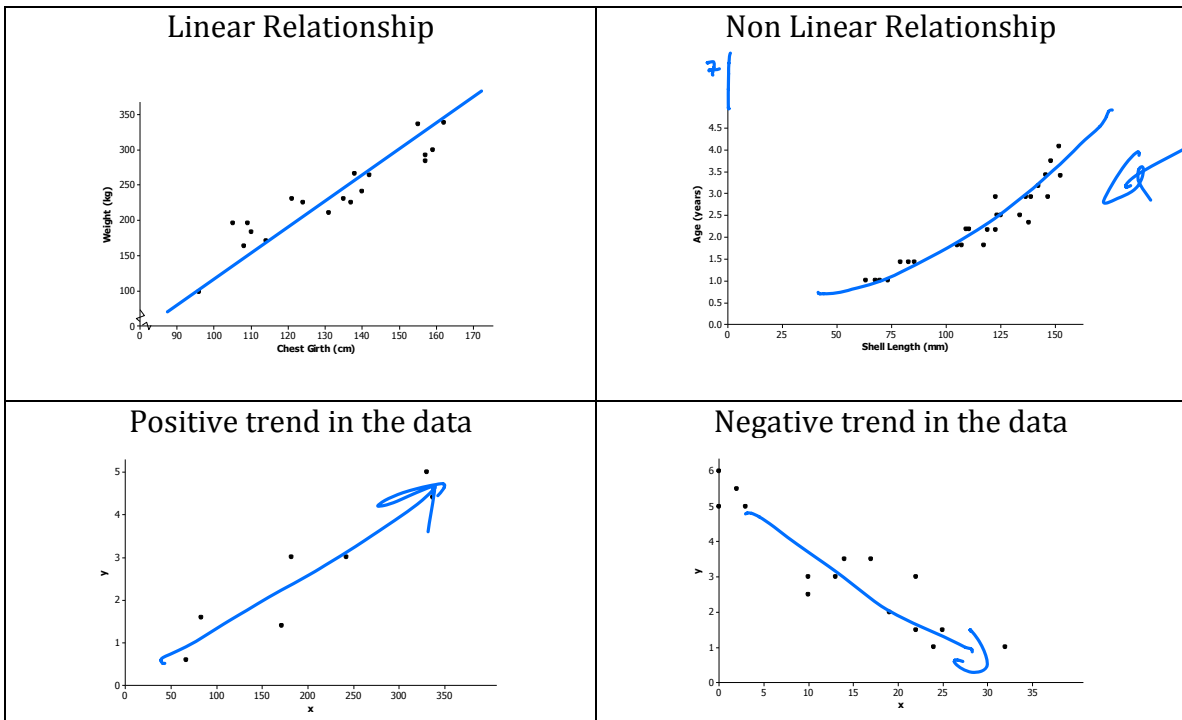 Linear Relationship
350
300
250
200
150
100
0
Weight (kg)
0 90 100 110 120 130 140 150 160 170
Chest Girth (cm)
Non Linear Relationship
7
4.5
4.0
3.5
3.0
2.5
2.0
1.5
1.0
0.5
0.0
Age (years)
0 25 50 75 100 125 150
Shell Length (mm)
Positive trend in the data
5
4
3
2
1
0
y
0 50 100 150 200 250 300 350
x
Negative trend in the data
6
5
4
3
2
1
0
y
0 5 10 15 20 25 30 35
x